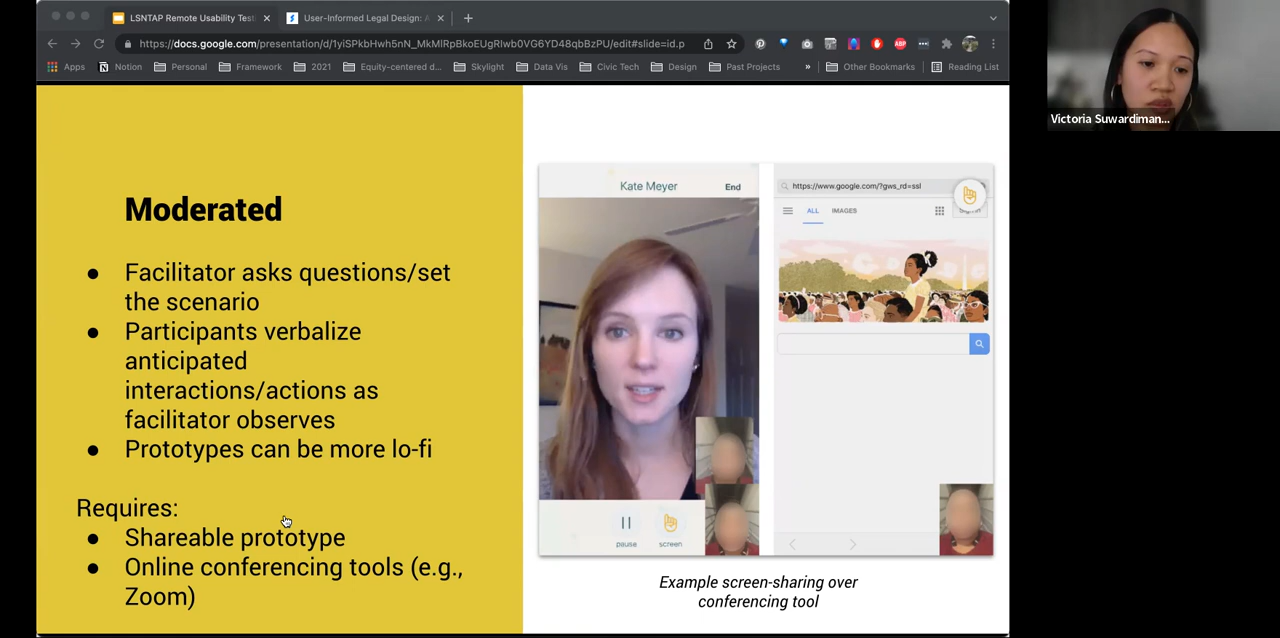 LSNTAP Remote Usability Test
User-Informed Legal Design: A
https://docs.google.com/presentation/d/1yiSPkbHwh5nN_MkMIRpBkoEUgRIwb0VG6YD48qbBzPU/edit#slide=id.p
Apps Notion Personal Framework 2021 Equity-centered d... Skylight Data Vis Civic Tech Design Past Projects » Other Bookmarks Reading List
Victoria Suwardiman...
Moderated
● Facilitator asks questions/set
the scenario
● Participants verbalize
anticipated
interactions/actions as
facilitator observes
● Prototypes can be more lo-fi
Requires:
● Shareable prototype
● Online conferencing tools (e.g.,
Zoom)
Kate Meyer End
pause screen
https://www.google.com/?gws_rd=ssl
ALL IMAGES
Example screen-sharing over
conferencing tool